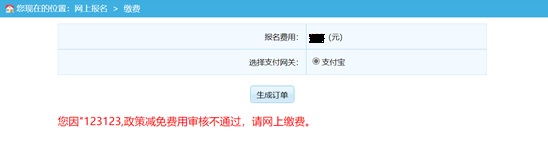 您现在的位置：网上报名 > 缴费
报名费用： (元)
选择支付网关： 支付宝
生成订单
您因"123123,政策减免费用审核不通过，请网上缴费。